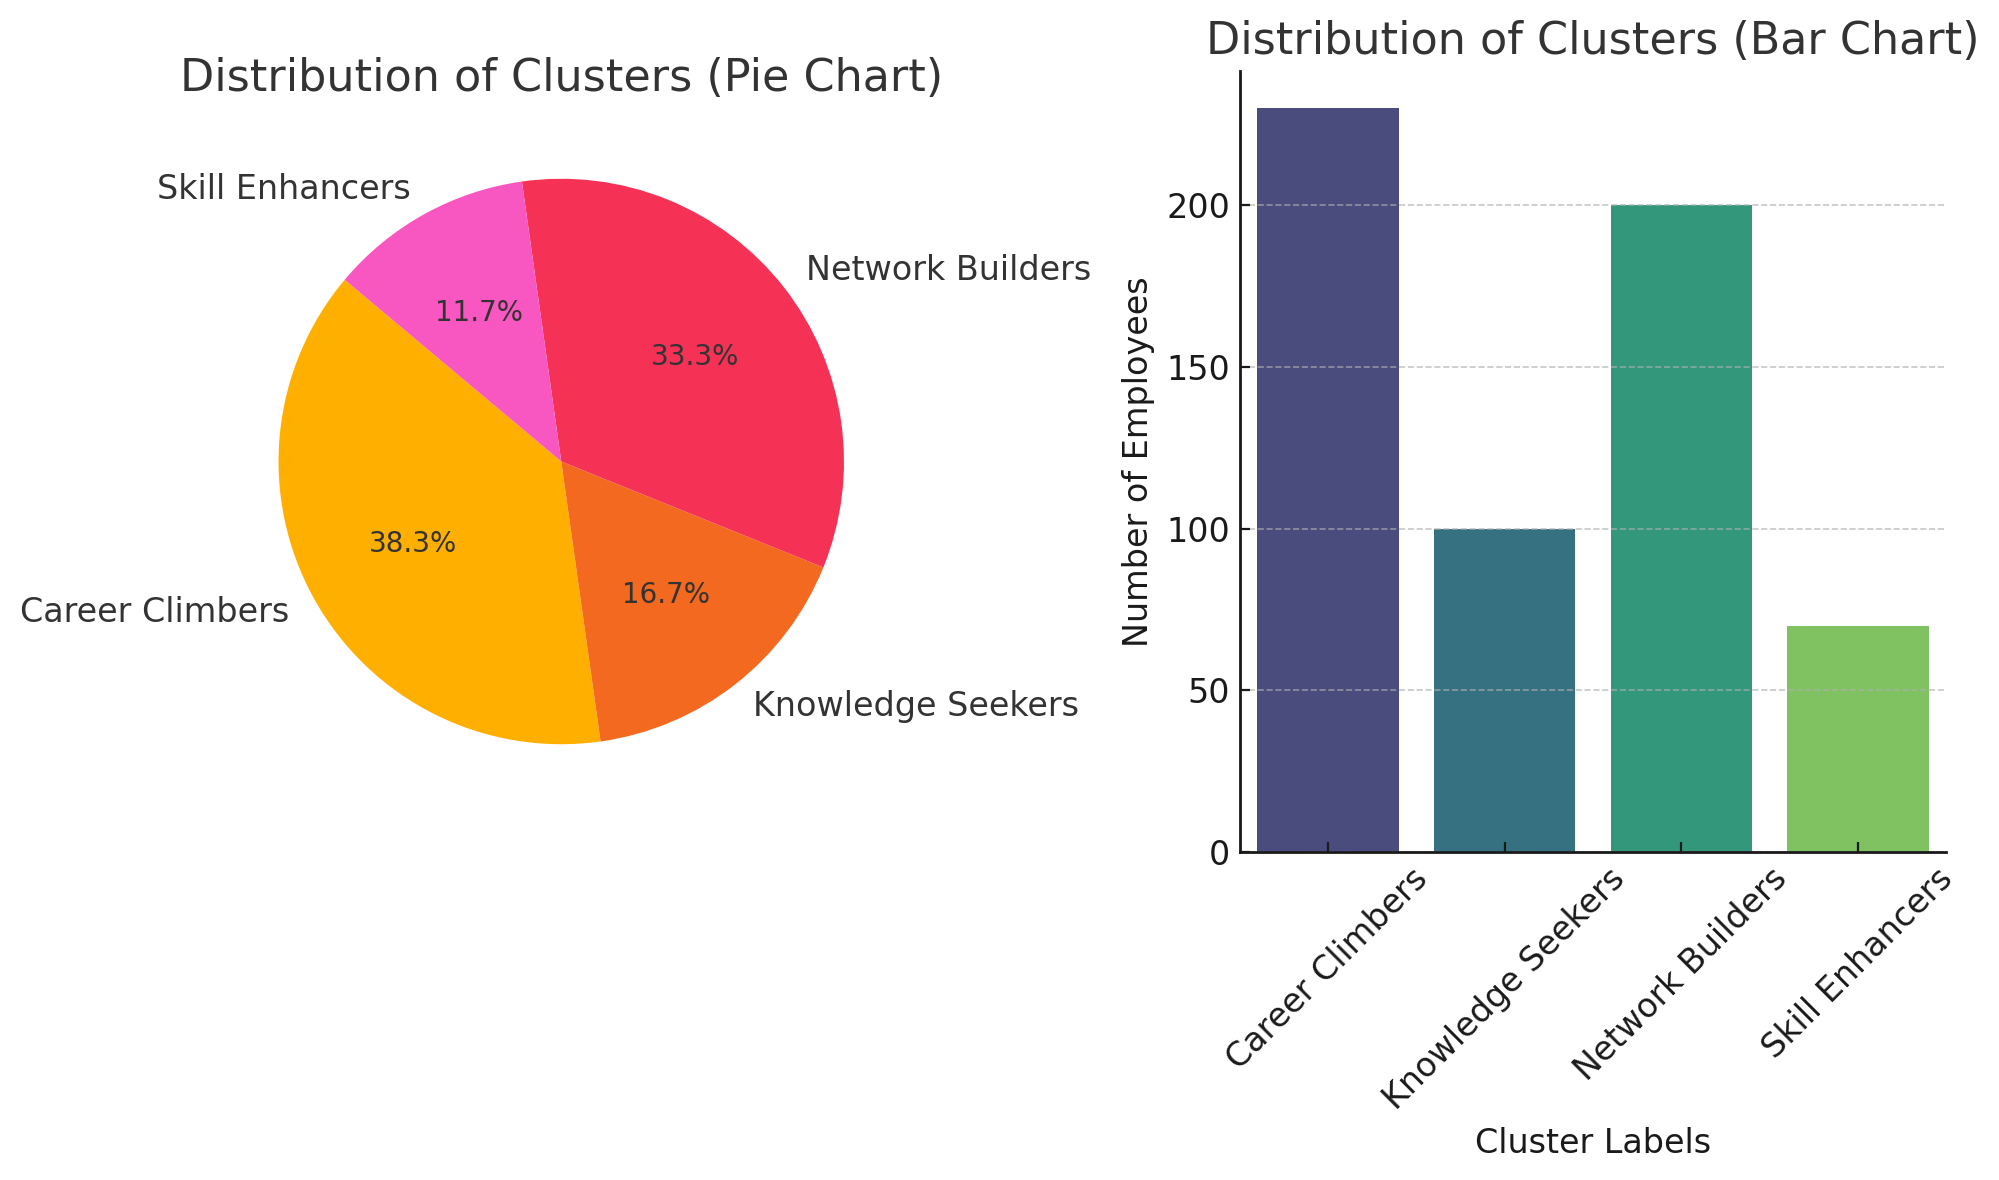 Distribution of Clusters (Pie Chart)
Skill Enhancers
Network Builders
11.7%
33.3%
38.3%
16.7%
Career Climbers
Knowledge Seekers
Distribution of Clusters (Bar Chart)
Number of Employees
200
150
100
50
0
Career Climbers
Knowledge Seekers
Network Builders
Skill Enhancers
Cluster Labels